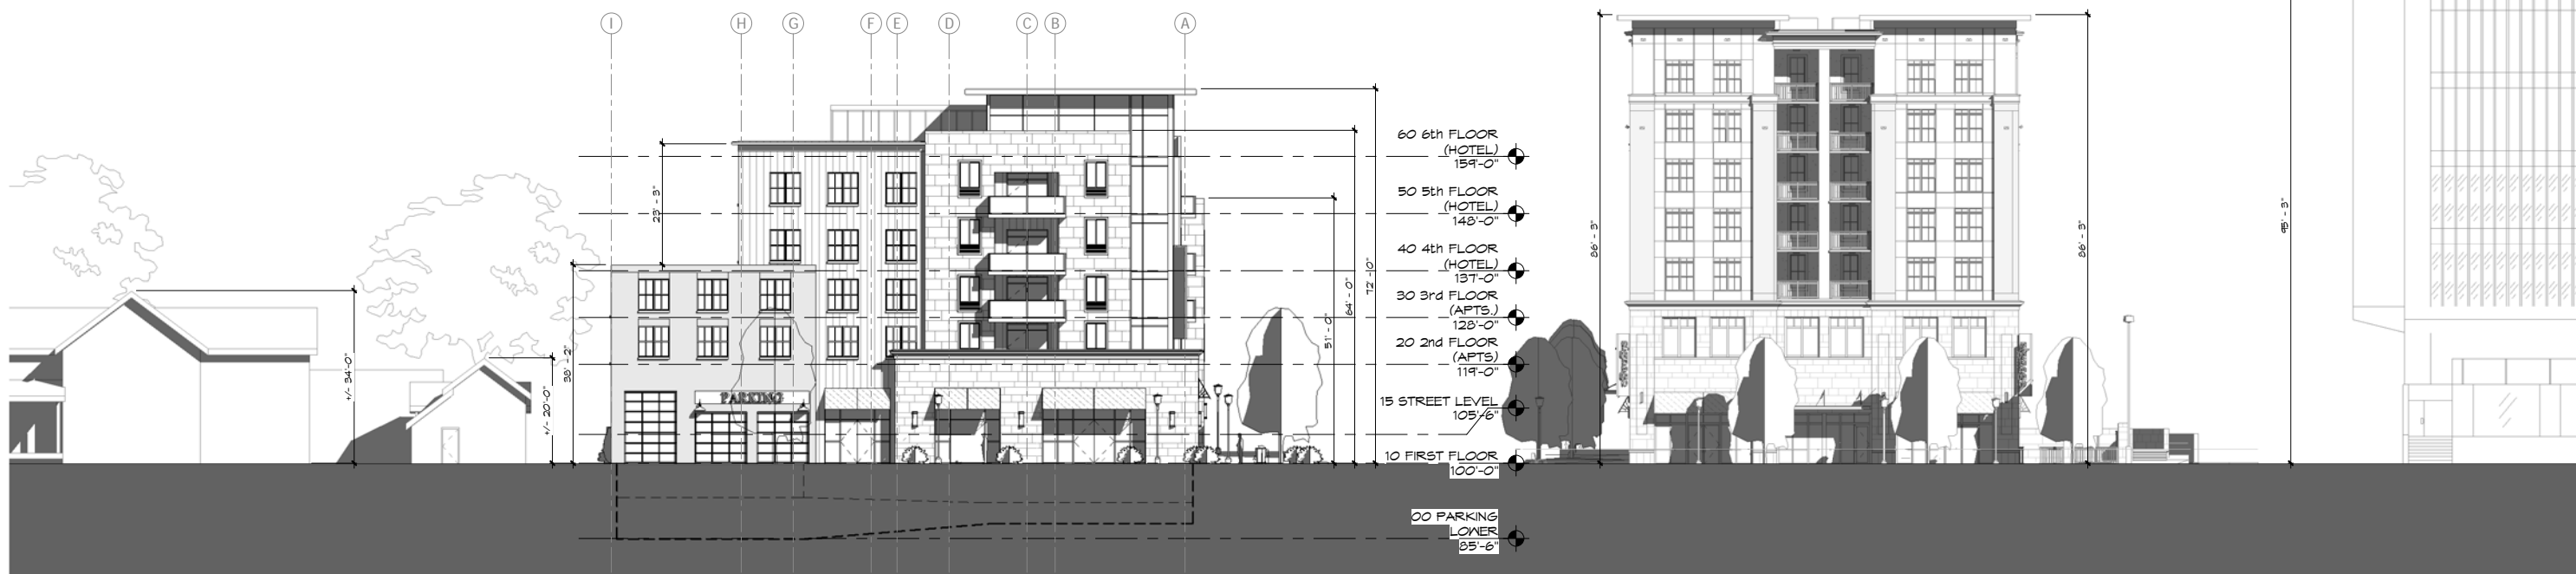 I
H
G
F
E
D
C
B
A
60 6th FLOOR
(HOTEL)
159'-0"
50 5th FLOOR
(HOTEL)
148'-0"
40 4th FLOOR
(HOTEL)
137'-0"
30 3rd FLOOR
(APTS.)
128'-0"
20 2nd FLOOR
(APTS)
119'-0"
15 STREET LEVEL
105'-6"
10 FIRST FLOOR
100'-0"
00 PARKING
LOWER
85'-6"
+/- 34'-0"
+/- 20'-0"
38' - 2"
23' - 3"
PARKING
51' - 0"
64' - 0"
72' - 10"
86' - 3"
86' - 3"